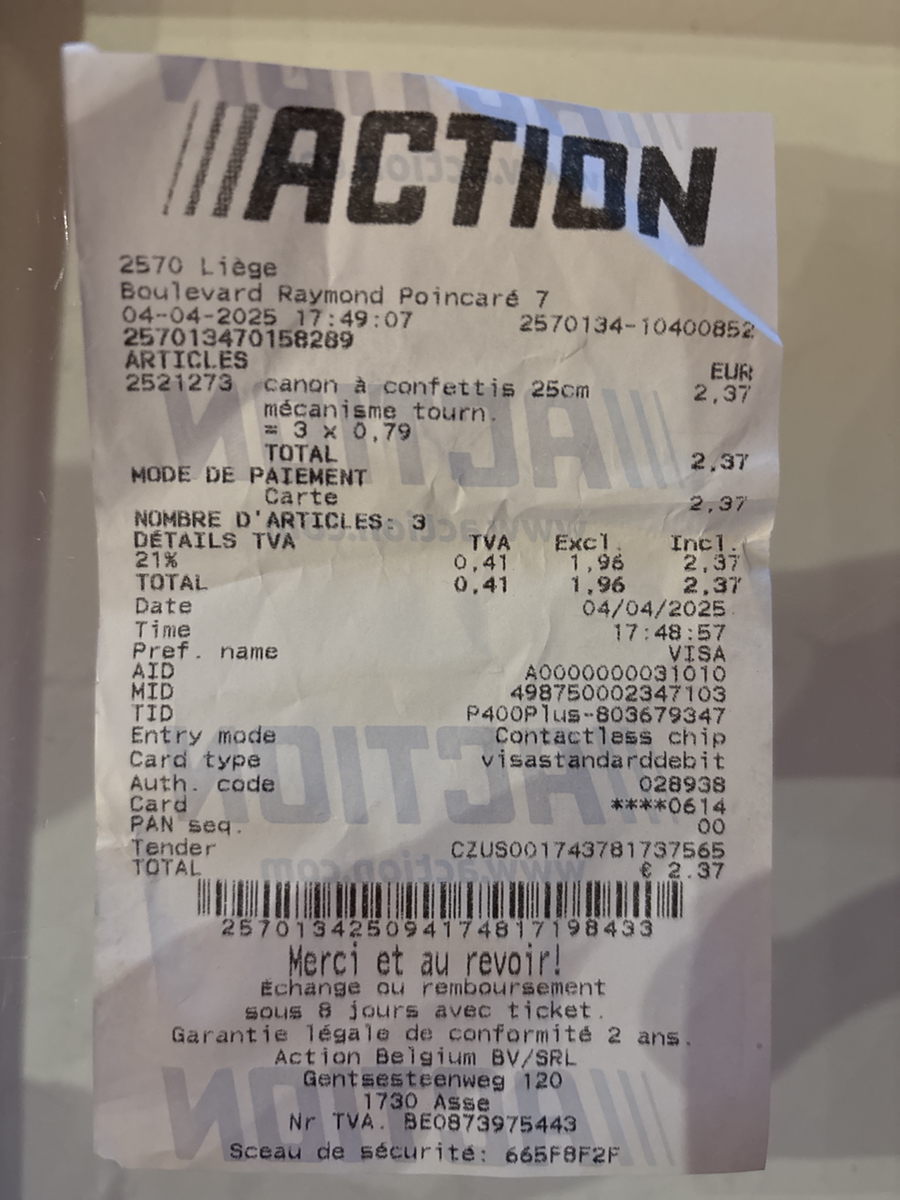 ACTION
2570 Liège
Boulevard Raymond Poincaré 7
04-04-2025 17:49:07 2570134-10400852
257013470158289
ARTICLES EUR
2521273 canon à confettis 25cm 2,37
mécanisme tourn.
= 3 x 0,79
TOTAL 2,37
MODE DE PAIEMENT
Carte 2,37
NOMBRE D'ARTICLES: 3
DÉTAILS TVA TVA Excl. Incl.
21% 0,41 1,96 2,37
TOTAL 0,41 1,96 2,37
Date 04/04/2025
Time 17:48:57
Pref. name VISA
AID A0000000031010
MID 498750002347103
TID P400Plus-803679347
Entry mode Contactless chip
Card type visastandarddebit
Auth. code 028938
Card ****0614
PAN seq. 00
Tender CZUS001743781737565
TOTAL € 2.37
257013425094174817198433
Merci et au revoir!
Échange ou remboursement
sous 8 jours avec ticket.
Garantie légale de conformité 2 ans.
Action Belgium BV/SRL
Gentsesteenweg 120
1730 Asse
Nr TVA. BE0873975443
Sceau de sécurité: 665F8F2F